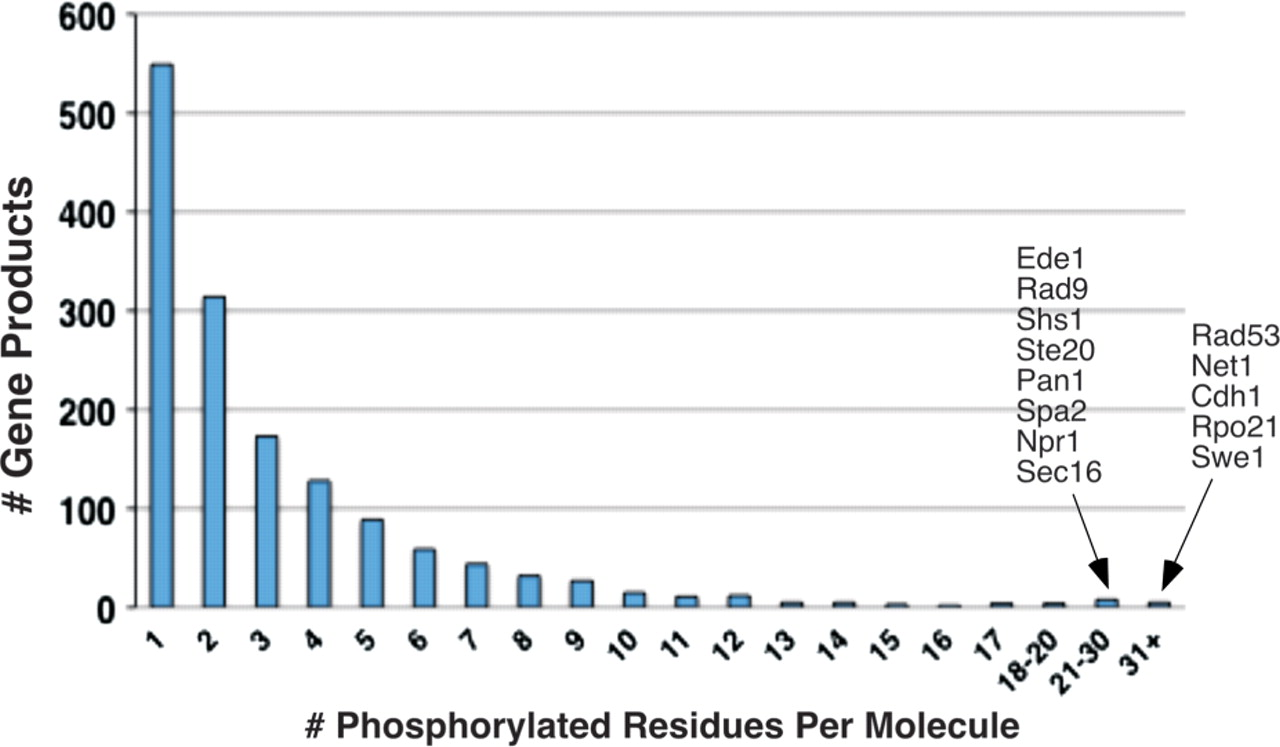 600
500
400
300
200
100
0
# Gene Products
Ede1
Rad9
Shs1
Ste20
Pan1
Spa2
Npr1
Sec16
Rad53
Net1
Cdh1
Rpo21
Swe1
1
2
3
4
5
6
7
8
9
10
11
12
13
14
15
16
17
18-20
21-30
31+
# Phosphorylated Residues Per Molecule